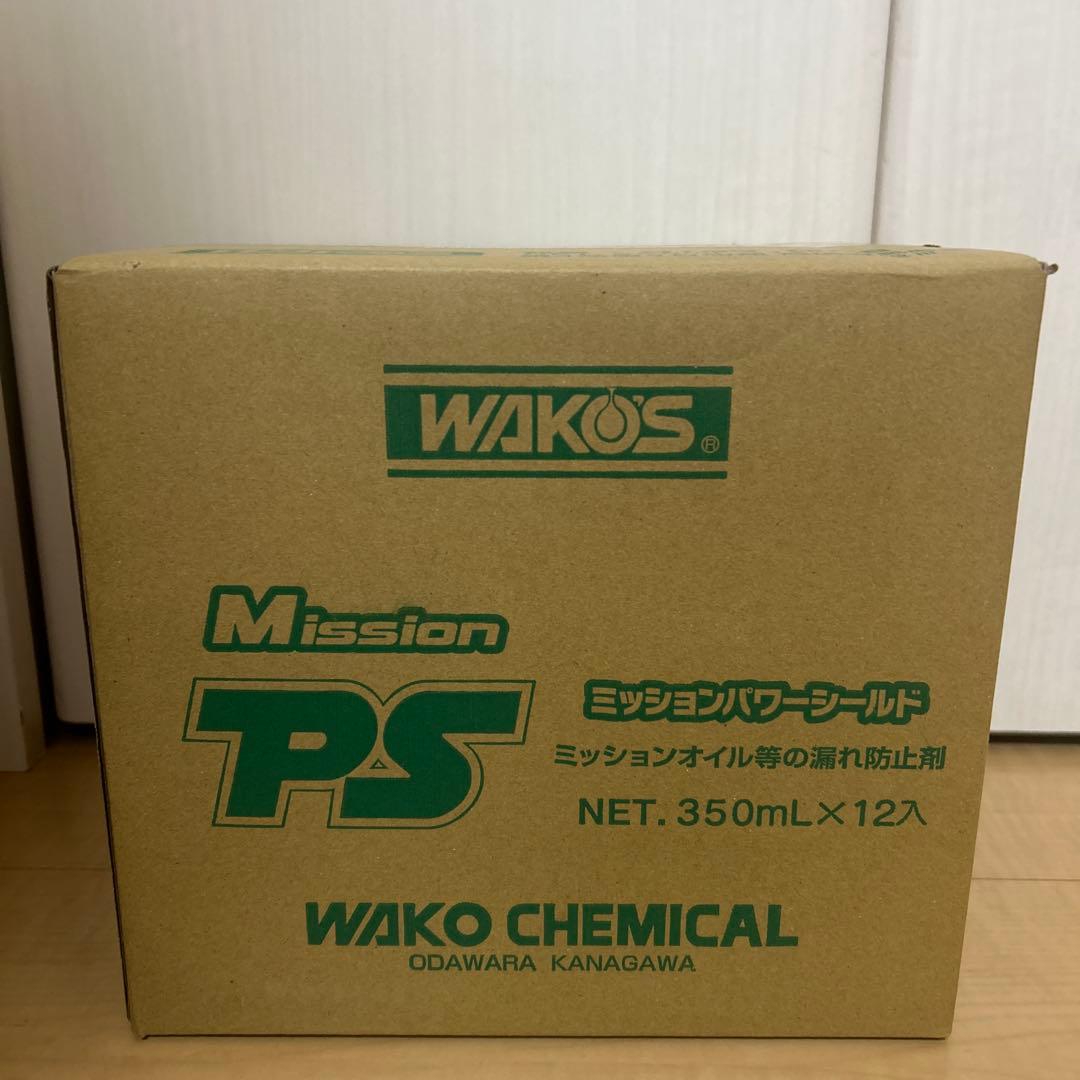 WAKO'S®
Mission
PS
ミッションパワーシールド
ミッションオイル等の漏れ防止剤
NET. 350mL×12入
WAKO CHEMICAL
ODAWARA KANAGAWA